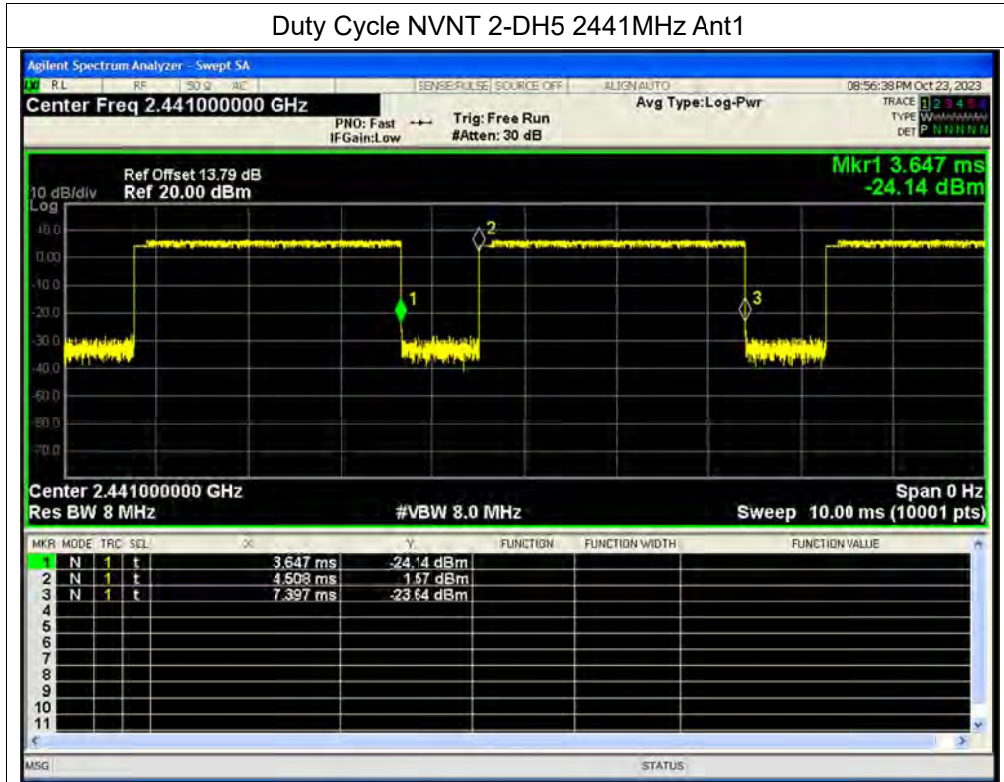 Duty Cycle NVNT 2-DH5 2441MHz Ant1
Agilent Spectrum Analyzer - Swept SA
RL RF 50 Ω AC SENSE:PULSE SOURCE OFF ALIGN AUTO 08:56:38 PM Oct 23, 2023
Center Freq 2.441000000 GHz Avg Type:Log-Pwr TRACE 1 2 3 4 5 6
PNO: Fast Trig: Free Run TYPE W
IFGain:Low #Atten: 30 dB DET P N N N N N
Mkr1 3.647 ms
Ref Offset 13.79 dB
10 dB/div Ref 20.00 dBm -24.14 dBm
Log
10.0
2
0.00
-10.0
1
3
-20.0
-30.0
-40.0
-50.0
-60.0
-70.0
Center 2.441000000 GHz Span 0 Hz
Res BW 8 MHz #VBW 8.0 MHz Sweep 10.00 ms (10001 pts)
MKR MODE TRC SCL X Y FUNCTION FUNCTION WIDTH FUNCTION VALUE
1 N 1 t 3.647 ms -24.14 dBm
2 N 1 t 4.508 ms 1.57 dBm
3 N 1 t 7.397 ms -23.64 dBm
4
5
6
7
8
9
10
11
MSG STATUS